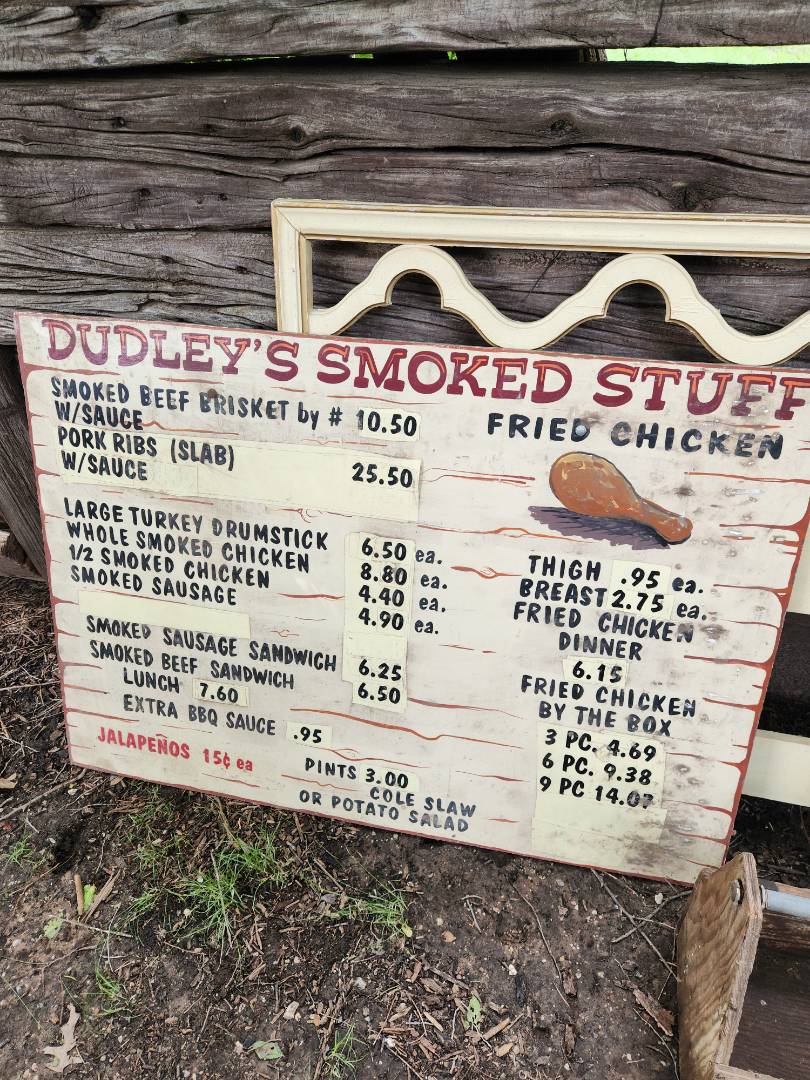 DUDLEY'S SMOKED STUFF
SMOKED BEEF BRISKET by # 10.50
W/SAUCE
PORK RIBS (SLAB)
W/SAUCE 25.50
LARGE TURKEY DRUMSTICK 6.50 ea.
WHOLE SMOKED CHICKEN 8.80 ea.
1/2 SMOKED CHICKEN 4.40 ea.
SMOKED SAUSAGE 4.90 ea.
SMOKED SAUSAGE SANDWICH 6.25
SMOKED BEEF SANDWICH 6.50
LUNCH 7.60
EXTRA BBQ SAUCE .95
JALAPEÑOS 15¢ ea
PINTS 3.00
COLE SLAW
OR POTATO SALAD
FRIED CHICKEN
THIGH .95 ea.
BREAST 2.75 ea.
FRIED CHICKEN
DINNER
6.15
FRIED CHICKEN
BY THE BOX
3 PC. 4.69
6 PC. 9.38
9 PC 14.07